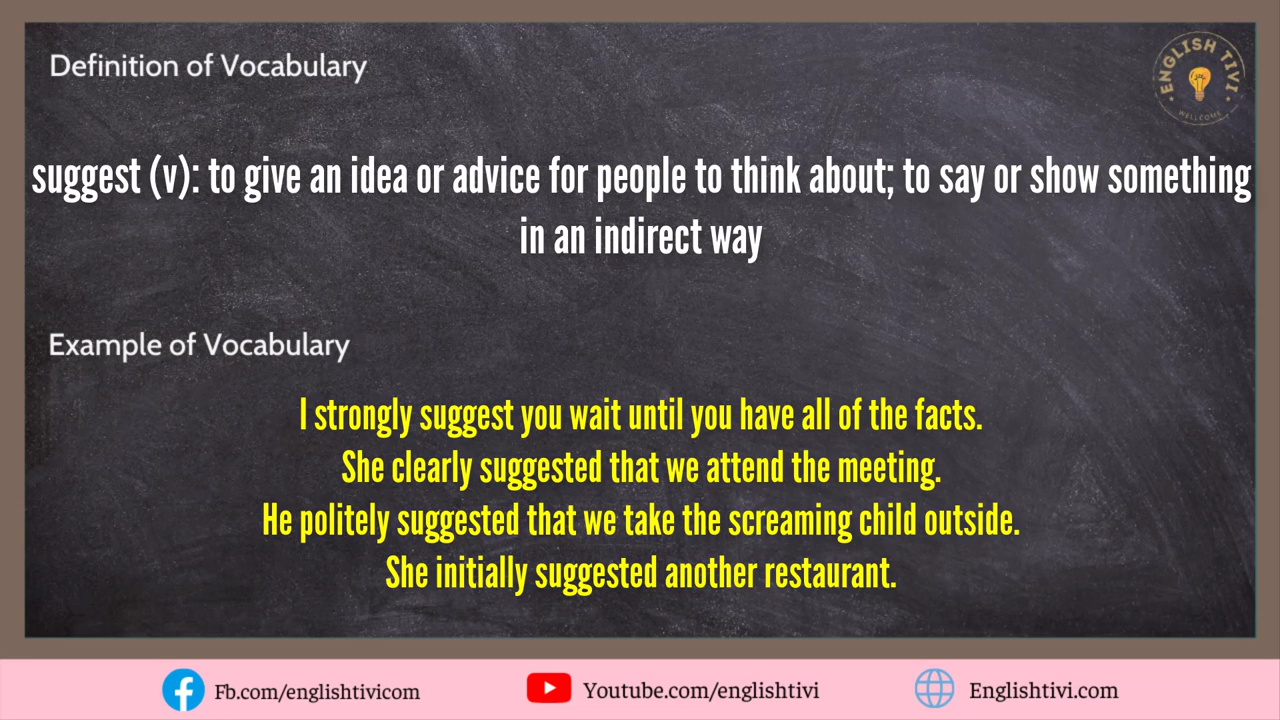 Definition of Vocabulary
ENGLISH TIVI
WELLCOME
suggest (v): to give an idea or advice for people to think about; to say or show something
in an indirect way
Example of Vocabulary
I strongly suggest you wait until you have all of the facts.
She clearly suggested that we attend the meeting.
He politely suggested that we take the screaming child outside.
She initially suggested another restaurant.
Fb.com/englishtivicom
Youtube.com/englishtivi
Englishtivi.com